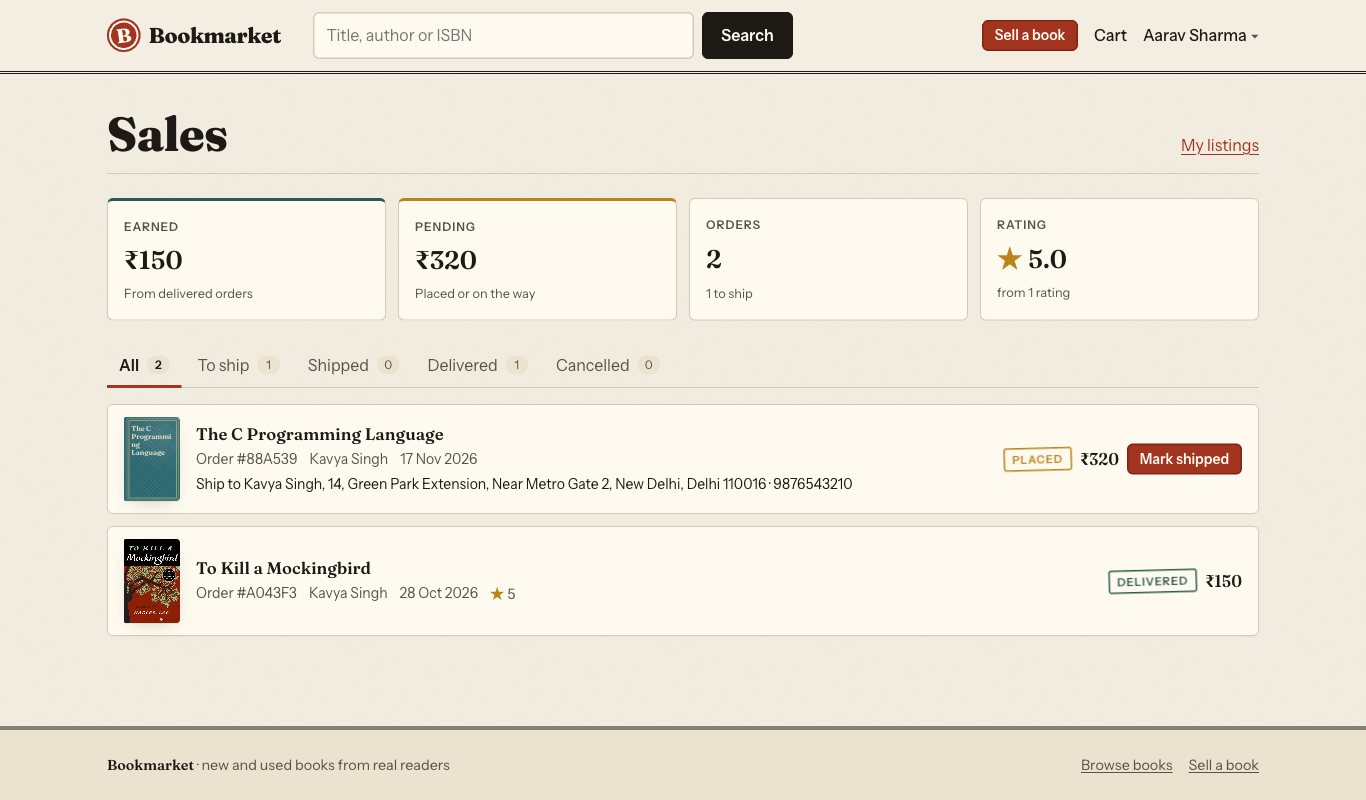 B Bookmarket
Title, author or ISBN
Search
Sell a book
Cart
Aarav Sharma
Sales
My listings
EARNED
₹150
From delivered orders
PENDING
₹320
Placed or on the way
ORDERS
2
1 to ship
RATING
★ 5.0
from 1 rating
All 2
To ship 1
Shipped 0
Delivered 1
Cancelled 0
The C
Programmi
ng
Language
The C Programming Language
Order #88A539 Kavya Singh 17 Nov 2026
Ship to Kavya Singh, 14, Green Park Extension, Near Metro Gate 2, New Delhi, Delhi 110016 · 9876543210
PLACED
₹320
Mark shipped
TO KILL A
Mockingbird
HARPER LEE
To Kill a Mockingbird
Order #A043F3 Kavya Singh 28 Oct 2026 ★ 5
DELIVERED
₹150
Bookmarket · new and used books from real readers
Browse books
Sell a book